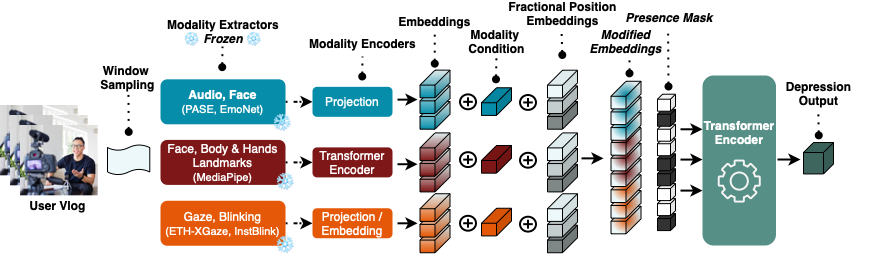 Modality Extractors
Frozen
Window
Sampling
User Vlog
Audio, Face
(PASE, EmoNet)
Face, Body & Hands
Landmarks
(MediaPipe)
Gaze, Blinking
(ETH-XGaze, InstBlink)
Modality Encoders
Projection
Transformer
Encoder
Projection /
Embedding
Embeddings
Modality
Condition
Fractional Position
Embeddings
Modified
Embeddings
Presence Mask
Transformer
Encoder
Depression
Output